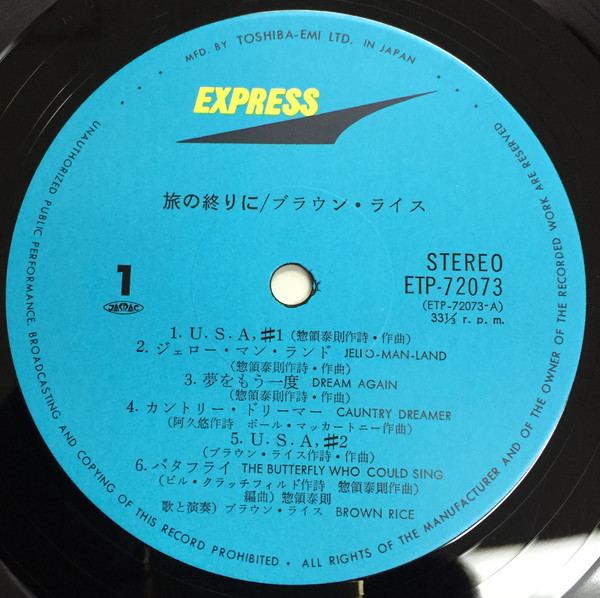 MFD. BY TOSHIBA-EMI LTD. IN JAPAN
EXPRESS
旅の終りに/ブラウン・ライス
1
JASRAC
STEREO
ETP-72073
(ETP-72073-A)
33⅓ r.p.m.
1. U.S.A, ♯1 (惣領泰則作詩・作曲)
2. ジェロー・マン・ランド JELLO-MAN-LAND
(惣領泰則作詩・作曲)
3. 夢をもう一度 DREAM AGAIN
(惣領泰則作詩・作曲)
4. カントリー・ドリーマー CAUNTRY DREAMER
(阿久悠作詩 ポール・マッカートニー作曲)
5. U.S.A, ♯2
(ブラウン・ライス作詩・作曲)
6. バタフライ THE BUTTERFLY WHO COULD SING
(ビル・クラッチフィルド作詩 惣領泰則作曲)
編曲) 惣領泰則
歌と演奏) ブラウン・ライス BROWN RICE
UNAUTHORIZED PUBLIC PERFORMANCE, BROADCASTING AND COPYING OF THIS RECORD PROHIBITED • ALL RIGHTS OF THE MANUFACTURER AND OF THE OWNER OF THE RECORDED WORK ARE RESERVED